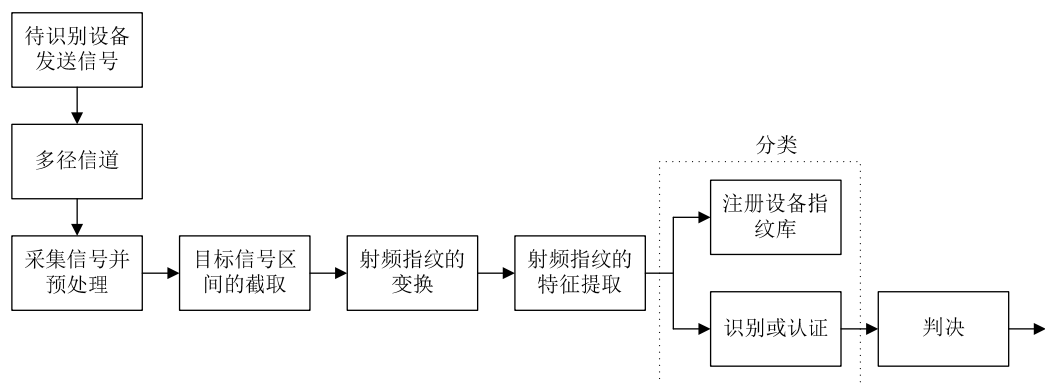 待识别设备
发送信号
多径信道
采集信号并
预处理
目标信号区
间的截取
射频指纹的
变换
射频指纹的
特征提取
分类
注册设备指
纹库
识别或认证
判决